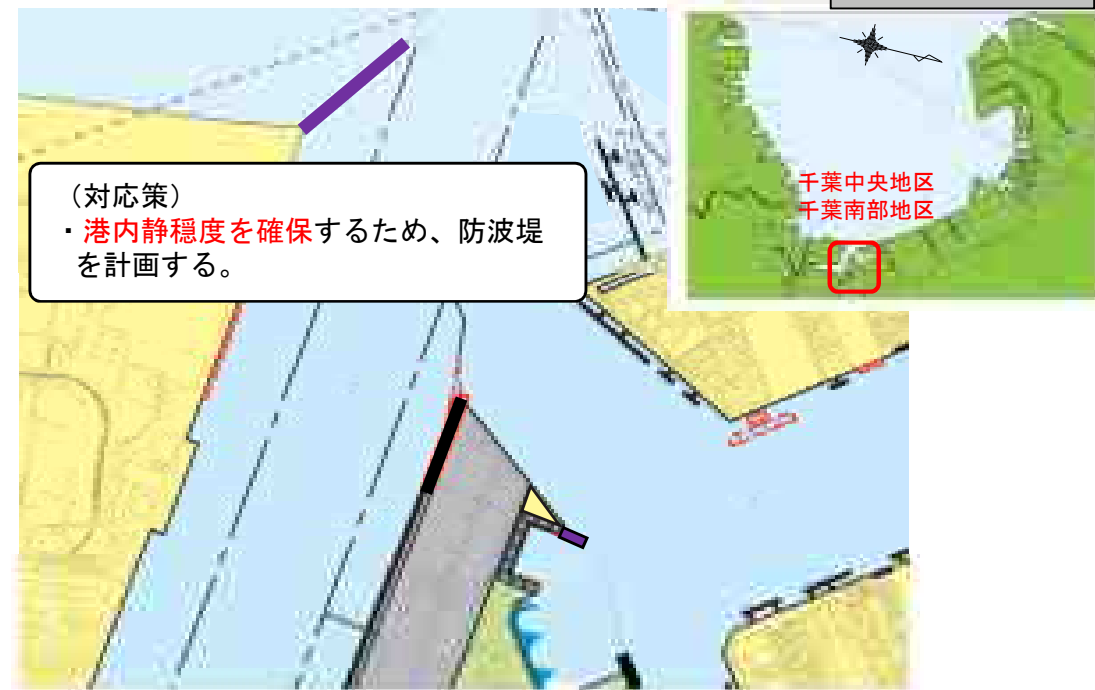 （対応策）
・港内静穏度を確保するため、防波堤
を計画する。
千葉中央地区
千葉南部地区